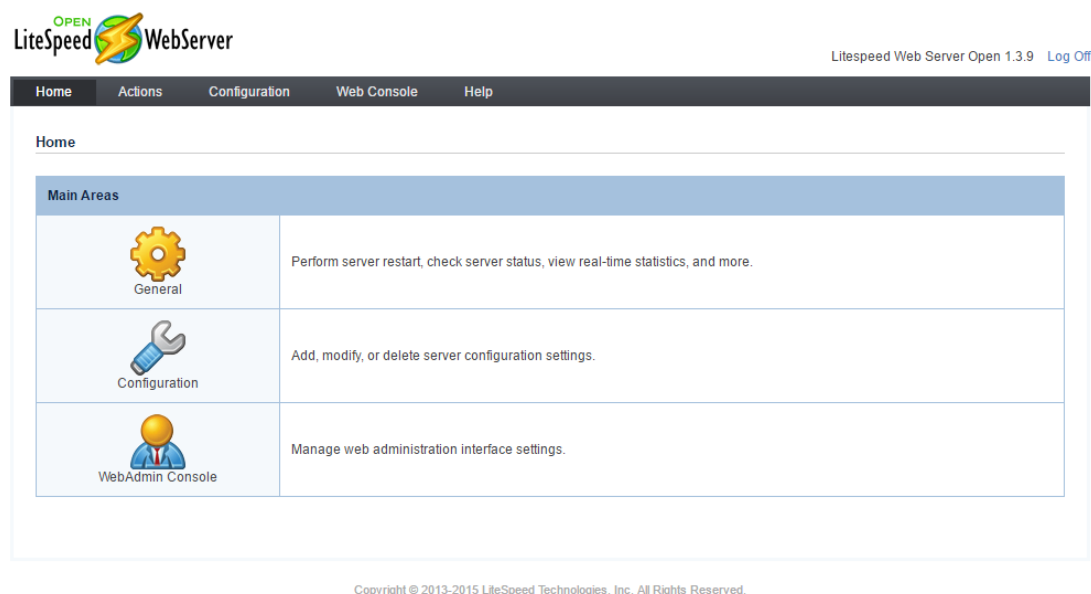 OPEN
LiteSpeed WebServer
Litespeed Web Server Open 1.3.9 Log Off
Home Actions Configuration Web Console Help
Home
Main Areas
General
Perform server restart, check server status, view real-time statistics, and more.
Configuration
Add, modify, or delete server configuration settings.
WebAdmin Console
Manage web administration interface settings.
Copyright © 2013-2015 LiteSpeed Technologies, Inc. All Rights Reserved.